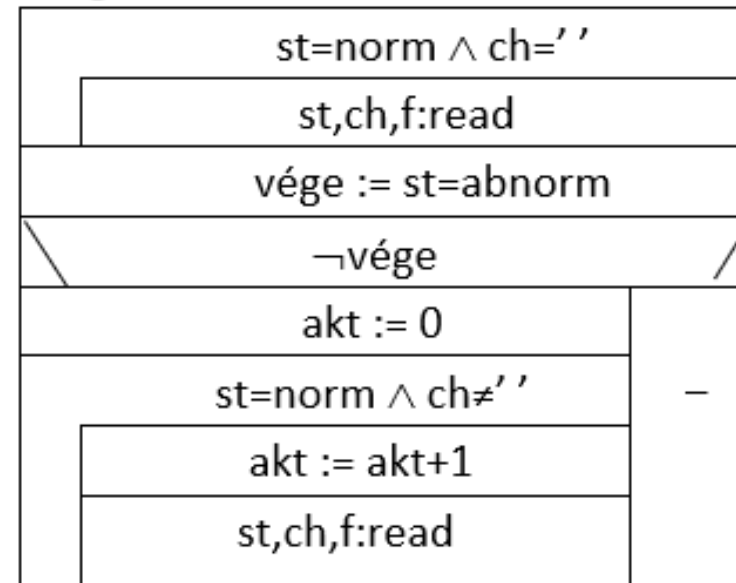 st=norm ∧ ch=’ ’
st,ch,f:read
vége := st=abnorm
¬vége
akt := 0
st=norm ∧ ch≠’ ’
–
akt := akt+1
st,ch,f:read